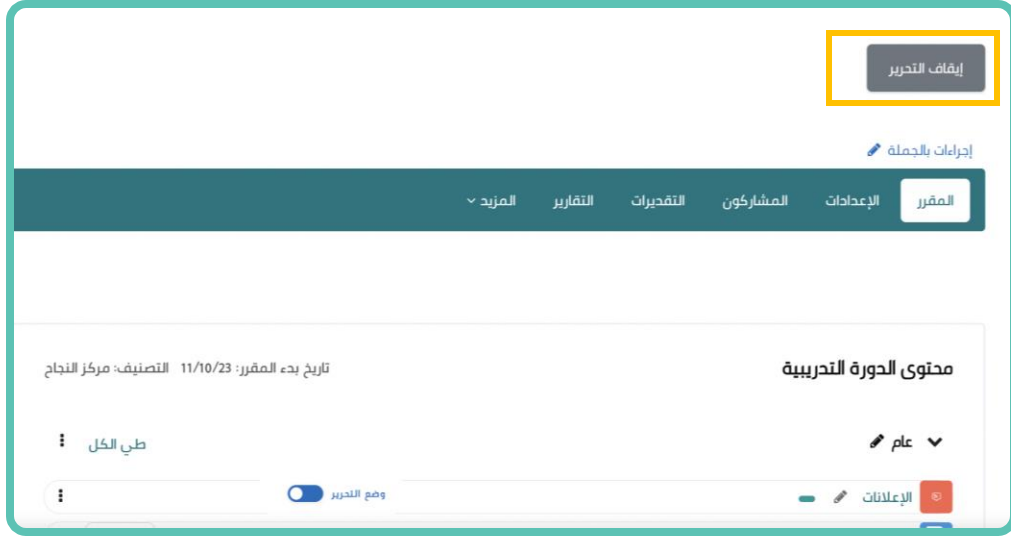 إيقاف التحرير
إجراءات بالجملة
المقرر الإعدادات المشاركون التقديرات التقارير المزيد
محتوى الدورة التدريبية تاريخ بدء المقرر: 11/10/23 التصنيف: مركز النجاح
عام طي الكل
الإعلانات وضع التحرير